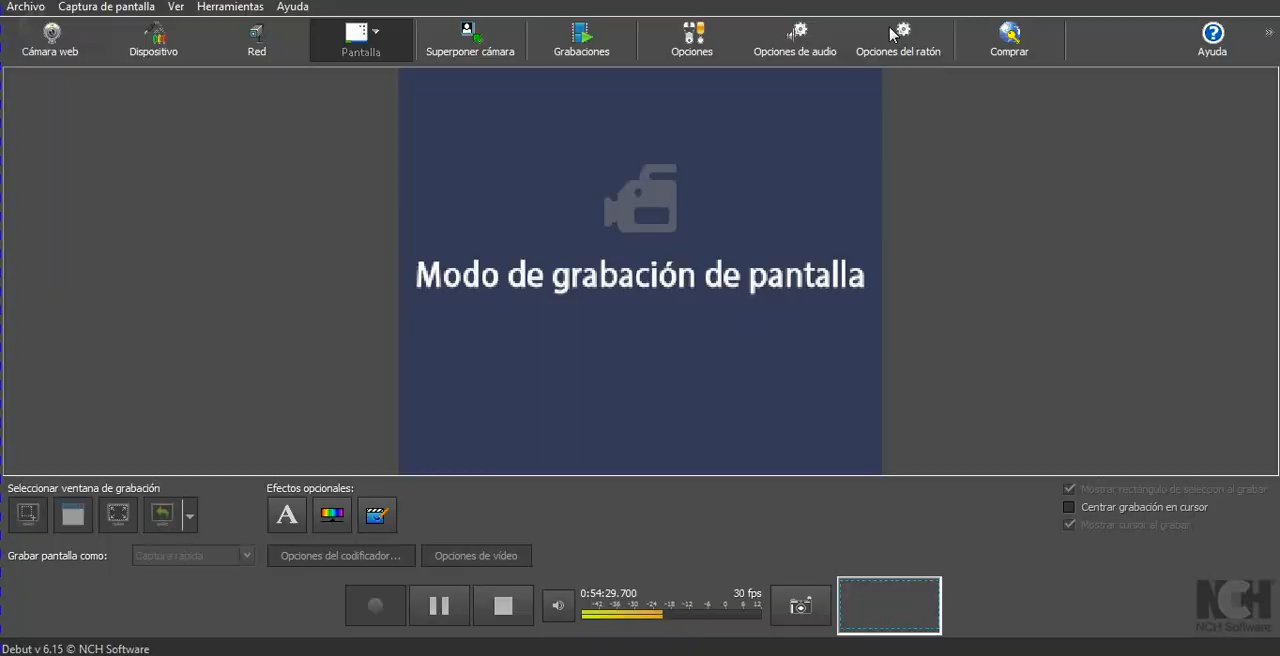 Archivo Captura de pantalla Ver Herramientas Ayuda
Cámara web Dispositivo Red Pantalla Superponer cámara Grabaciones Opciones Opciones de audio Opciones del ratón Comprar Ayuda
Modo de grabación de pantalla
Seleccionar ventana de grabación Efectos opcionales:
Mostrar rectángulo de selección al grabar
A
Centrar grabación en cursor
Mostrar cursor al grabar
Grabar pantalla como: Captura rápida Opciones del codificador... Opciones de vídeo
0:54:29.700 30 fps
-42 -36 -30 -24 -18 -12 -6 0 6 12
NCH
NCH Software
Debut v 6.15 © NCH Software